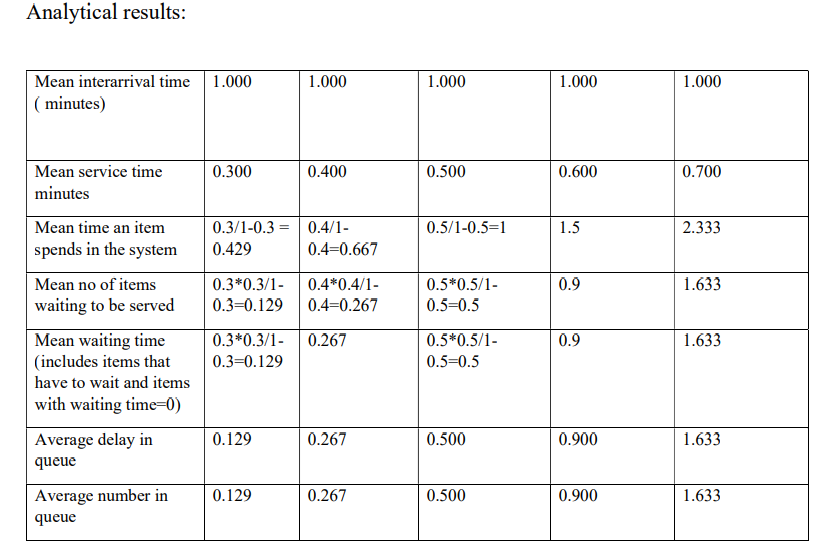 Analytical results:
Mean interarrival time 1.000 1.000 1.000 1.000 1.000
( minutes)
Mean service time 0.300 0.400 0.500 0.600 0.700
minutes
Mean time an item 0.3/1-0.3 = 0.4/1- 0.5/1-0.5=1 1.5 2.333
spends in the system 0.429 0.4=0.667
Mean no of items 0.3*0.3/1- 0.4*0.4/1- 0.5*0.5/1- 0.9 1.633
waiting to be served 0.3=0.129 0.4=0.267 0.5=0.5
Mean waiting time 0.3*0.3/1- 0.267 0.5*0.5/1- 0.9 1.633
(includes items that 0.3=0.129 0.5=0.5
have to wait and items
with waiting time=0)
Average delay in 0.129 0.267 0.500 0.900 1.633
queue
Average number in 0.129 0.267 0.500 0.900 1.633
queue